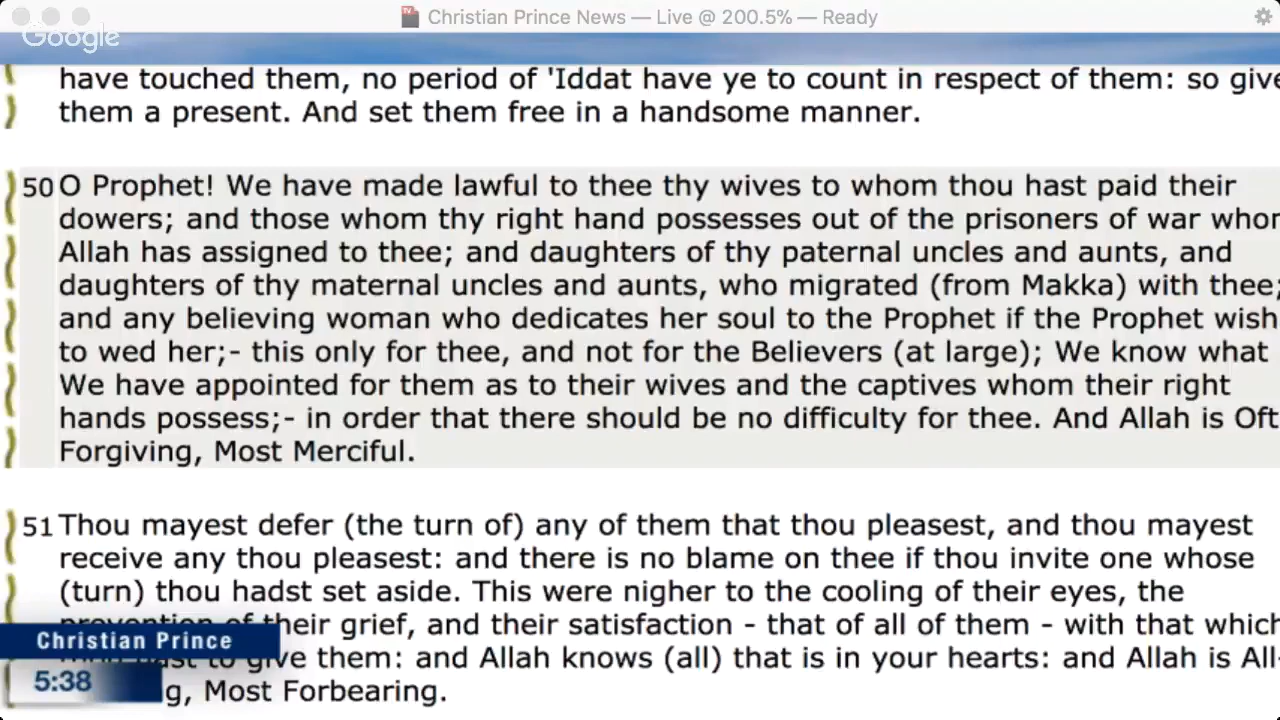 Christian Prince News — Live @ 200.5% — Ready
Google
have touched them, no period of 'Iddat have ye to count in respect of them: so give
them a present. And set them free in a handsome manner.
50 O Prophet! We have made lawful to thee thy wives to whom thou hast paid their
dowers; and those whom thy right hand possesses out of the prisoners of war
Allah has assigned to thee; and daughters of thy paternal uncles and aunts, and
daughters of thy maternal uncles and aunts, who migrated (from Makka) with thee;
and any believing woman who dedicates her soul to the Prophet if the Prophet wish
to wed her;- this only for thee, and not for the Believers (at large); We know what
We have appointed for them as to their wives and the captives whom their right
hands possess;- in order that there should be no difficulty for thee. And Allah is Oft
Forgiving, Most Merciful.
51 Thou mayest defer (the turn of) any of them that thou pleasest, and thou mayest
receive any thou pleasest: and there is no blame on thee if thou invite one whose
(turn) thou hadst set aside. This were nigher to the cooling of their eyes, the
prevention of their grief, and their satisfaction - that of all of them - with that which
to give them: and Allah knows (all) that is in your hearts: and Allah is All-
g, Most Forbearing.
Christian Prince
5:38